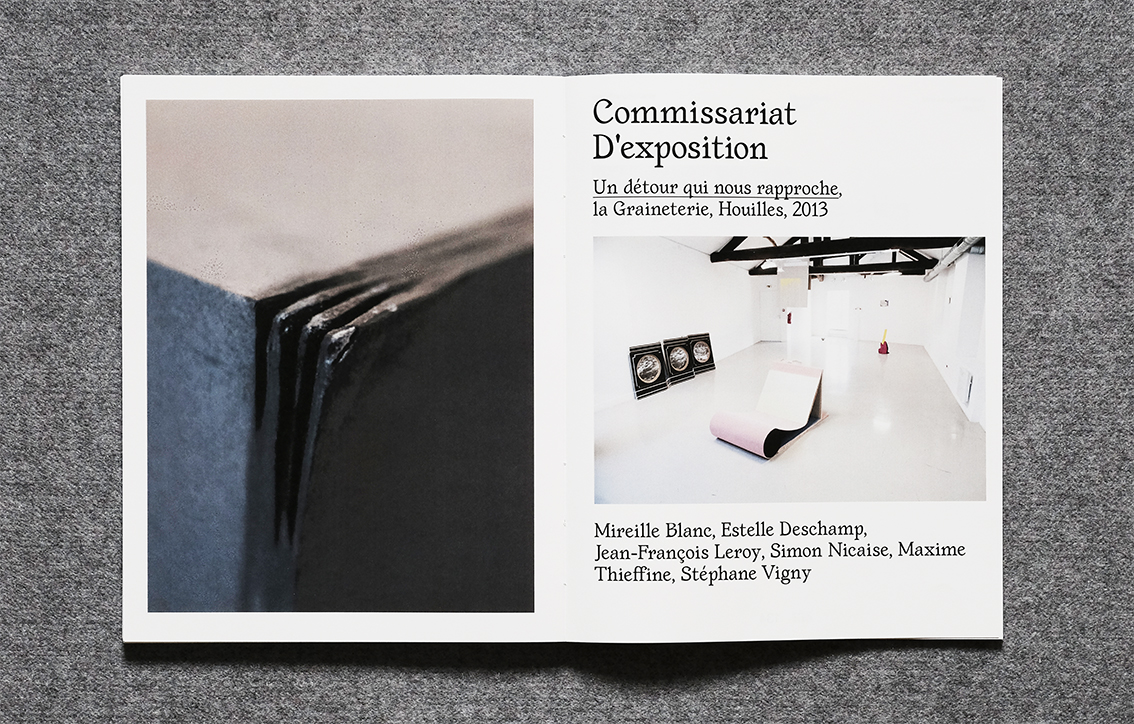 Commissariat
D'exposition
Un détour qui nous rapproche,
la Graineterie, Houilles, 2013
Mireille Blanc, Estelle Deschamp,
Jean-François Leroy, Simon Nicaise, Maxime
Thieffine, Stéphane Vigny